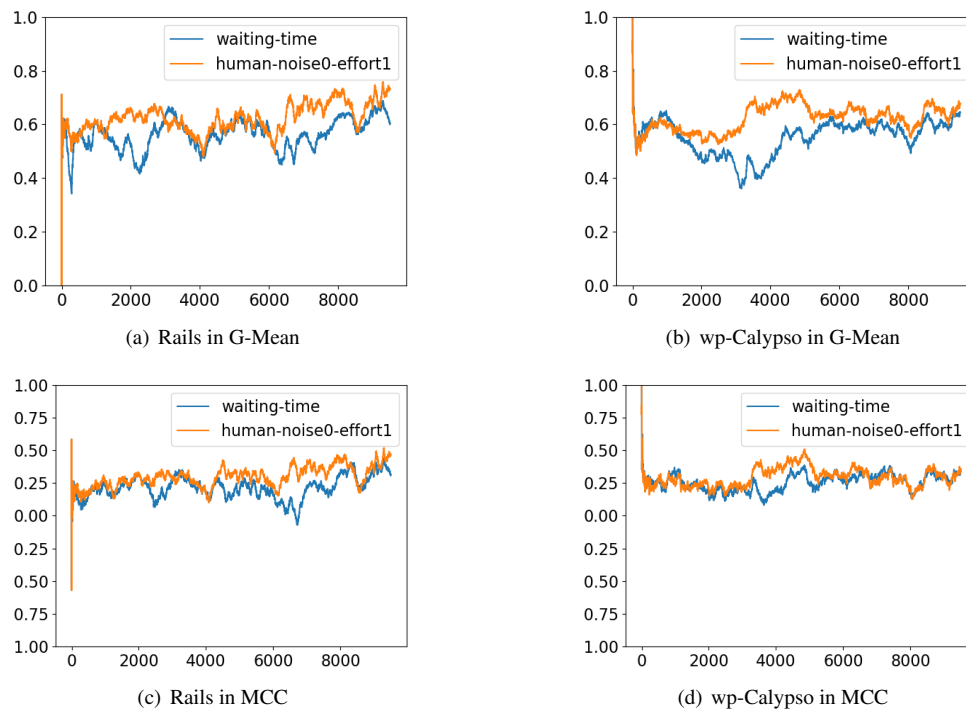 1.0
0.8
0.6
0.4
0.2
0.0
waiting-time
human-noise0-effort1
0 2000 4000 6000 8000
(a) Rails in G-Mean
1.0
0.8
0.6
0.4
0.2
0.0
waiting-time
human-noise0-effort1
0 2000 4000 6000 8000
(b) wp-Calypso in G-Mean
1.00
0.75
0.50
0.25
0.00
0.25
0.50
0.75
1.00
waiting-time
human-noise0-effort1
0 2000 4000 6000 8000
(c) Rails in MCC
1.00
0.75
0.50
0.25
0.00
0.25
0.50
0.75
1.00
waiting-time
human-noise0-effort1
0 2000 4000 6000 8000
(d) wp-Calypso in MCC